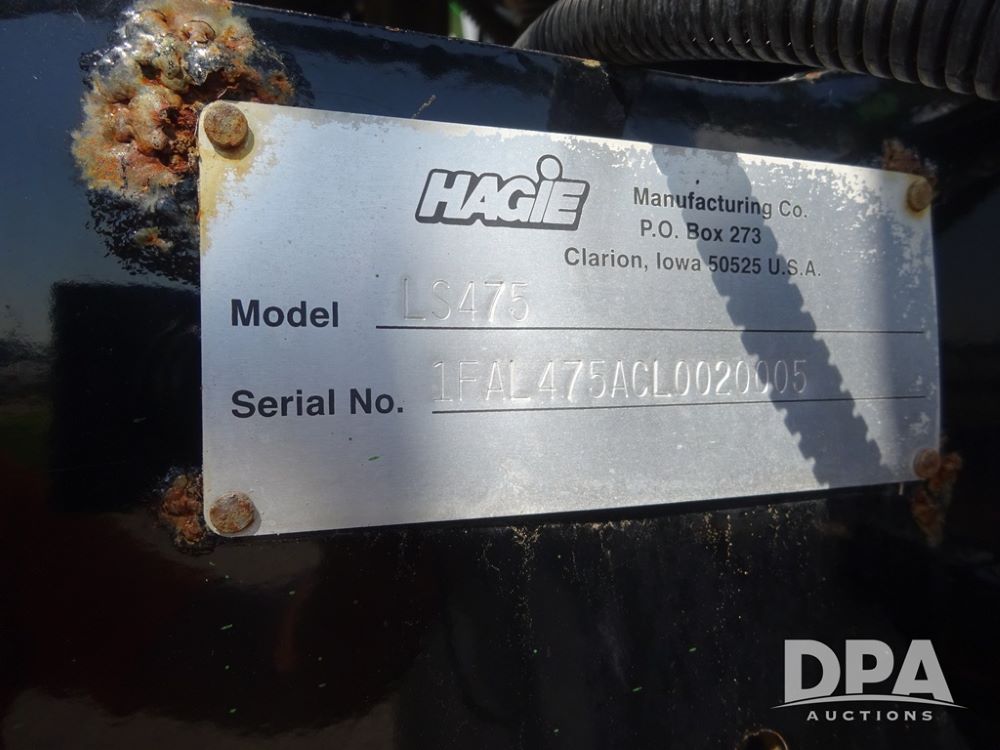 HAGIE
Manufacturing Co.
P.O. Box 273
Clarion, Iowa 50525 U.S.A.
Model LS475
Serial No. 1FAL475ACL0020005
DPA
AUCTIONS